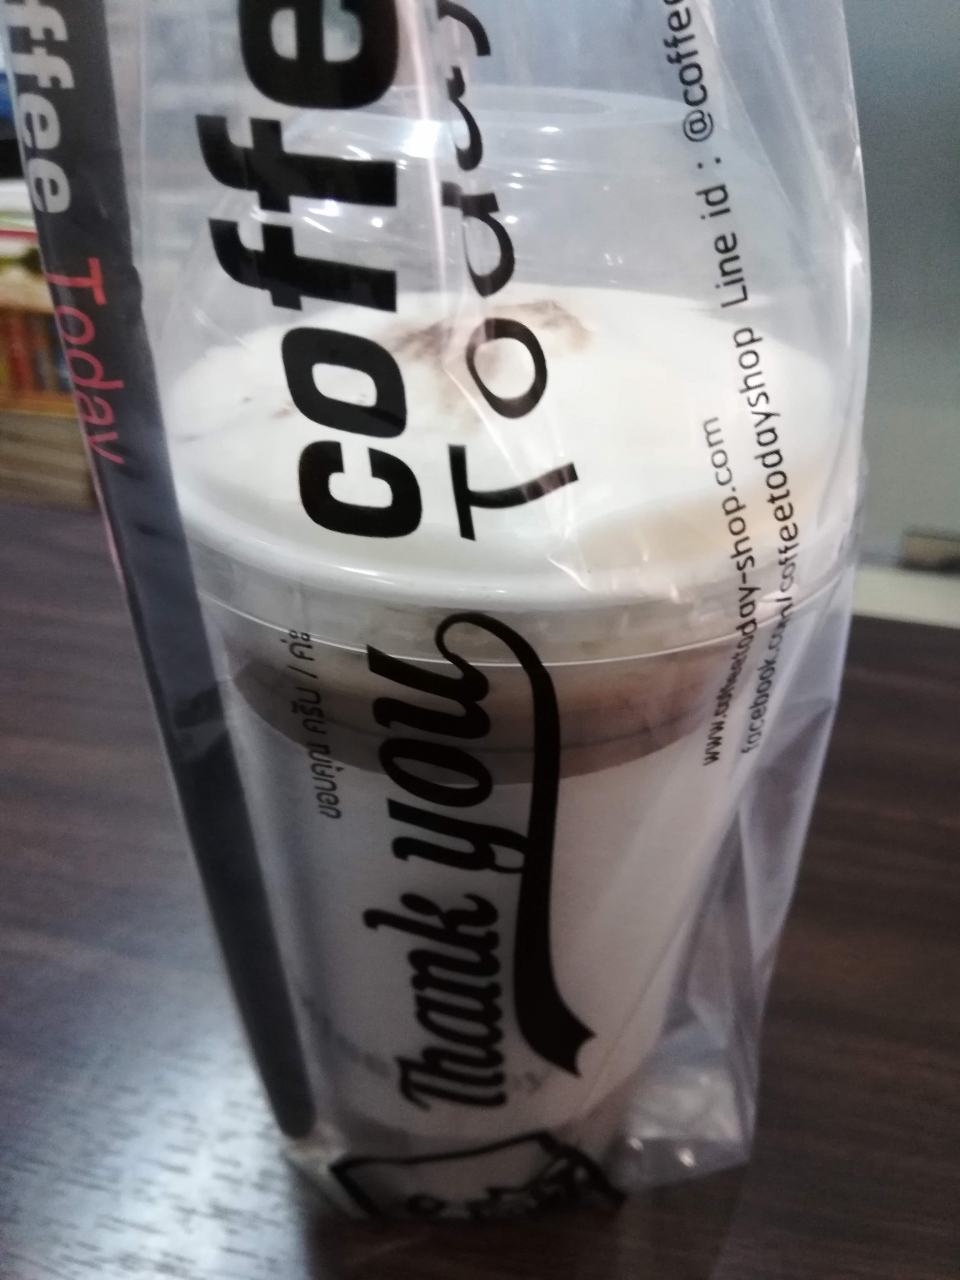 coffe
Today
Thank you
ขอบคุณ ครับ / ค่ะ
www.coffeetoday-shop.com
facebook.com/coffeetodayshop Line id : @coffee
ffee Today